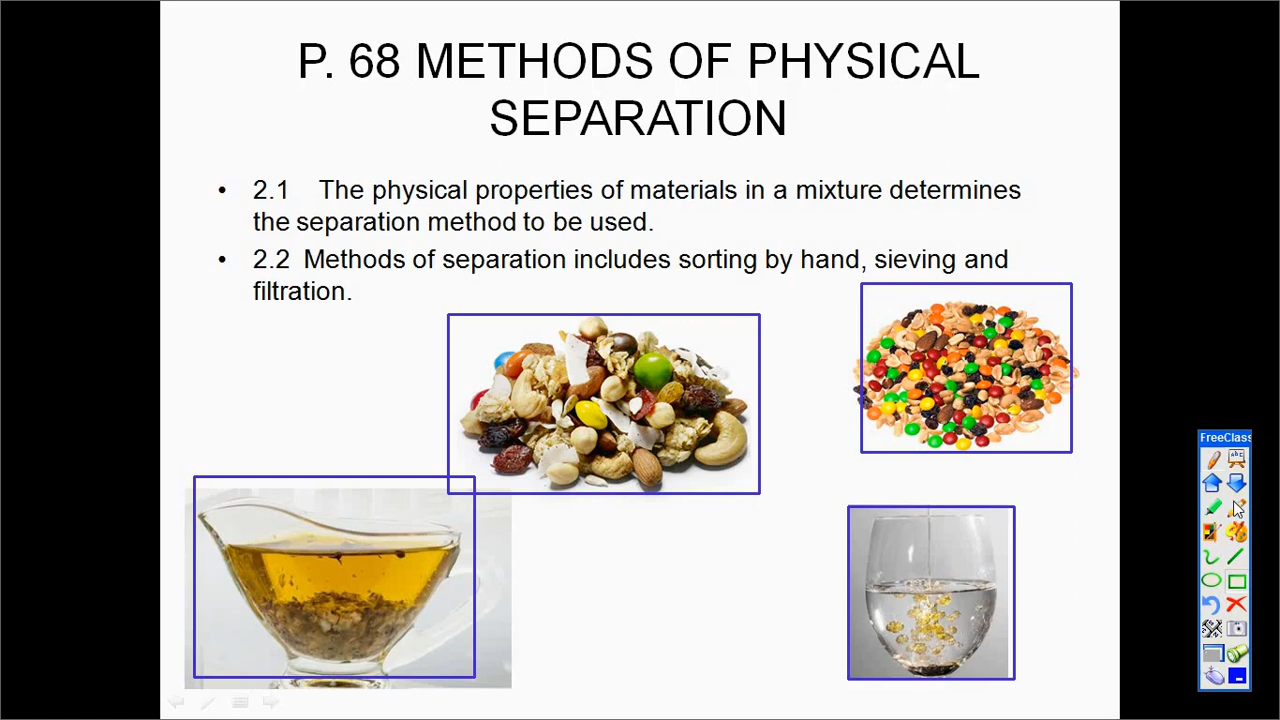 P. 68 METHODS OF PHYSICAL
SEPARATION
• 2.1 The physical properties of materials in a mixture determines
the separation method to be used.
• 2.2 Methods of separation includes sorting by hand, sieving and
filtration.
FreeClass
abc